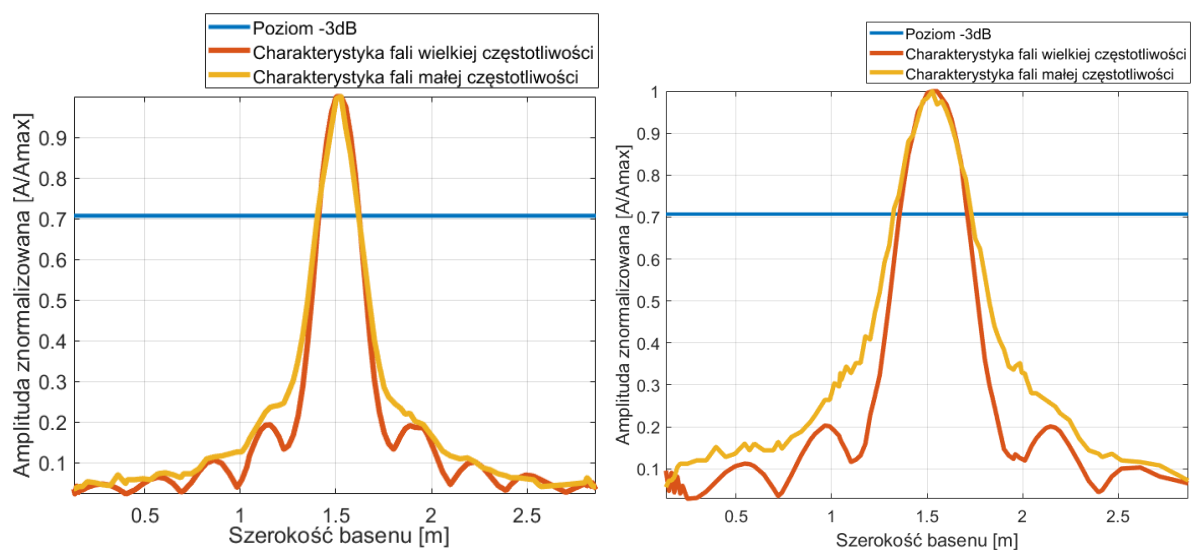 Poziom -3dB
Charakterystyka fali wielkiej częstotliwości
Charakterystyka fali małej częstotliwości
Amplituda znormalizowana [A/Amax]
0.9
0.8
0.7
0.6
0.5
0.4
0.3
0.2
0.1
0.5
1
1.5
2
2.5
Szerokość basenu [m]
Poziom -3dB
Charakterystyka fali wielkiej częstotliwości
Charakterystyka fali małej częstotliwości
Amplituda znormalizowana [A/Amax]
1
0.9
0.8
0.7
0.6
0.5
0.4
0.3
0.2
0.1
0.5
1
1.5
2
2.5
Szerokość basenu [m]